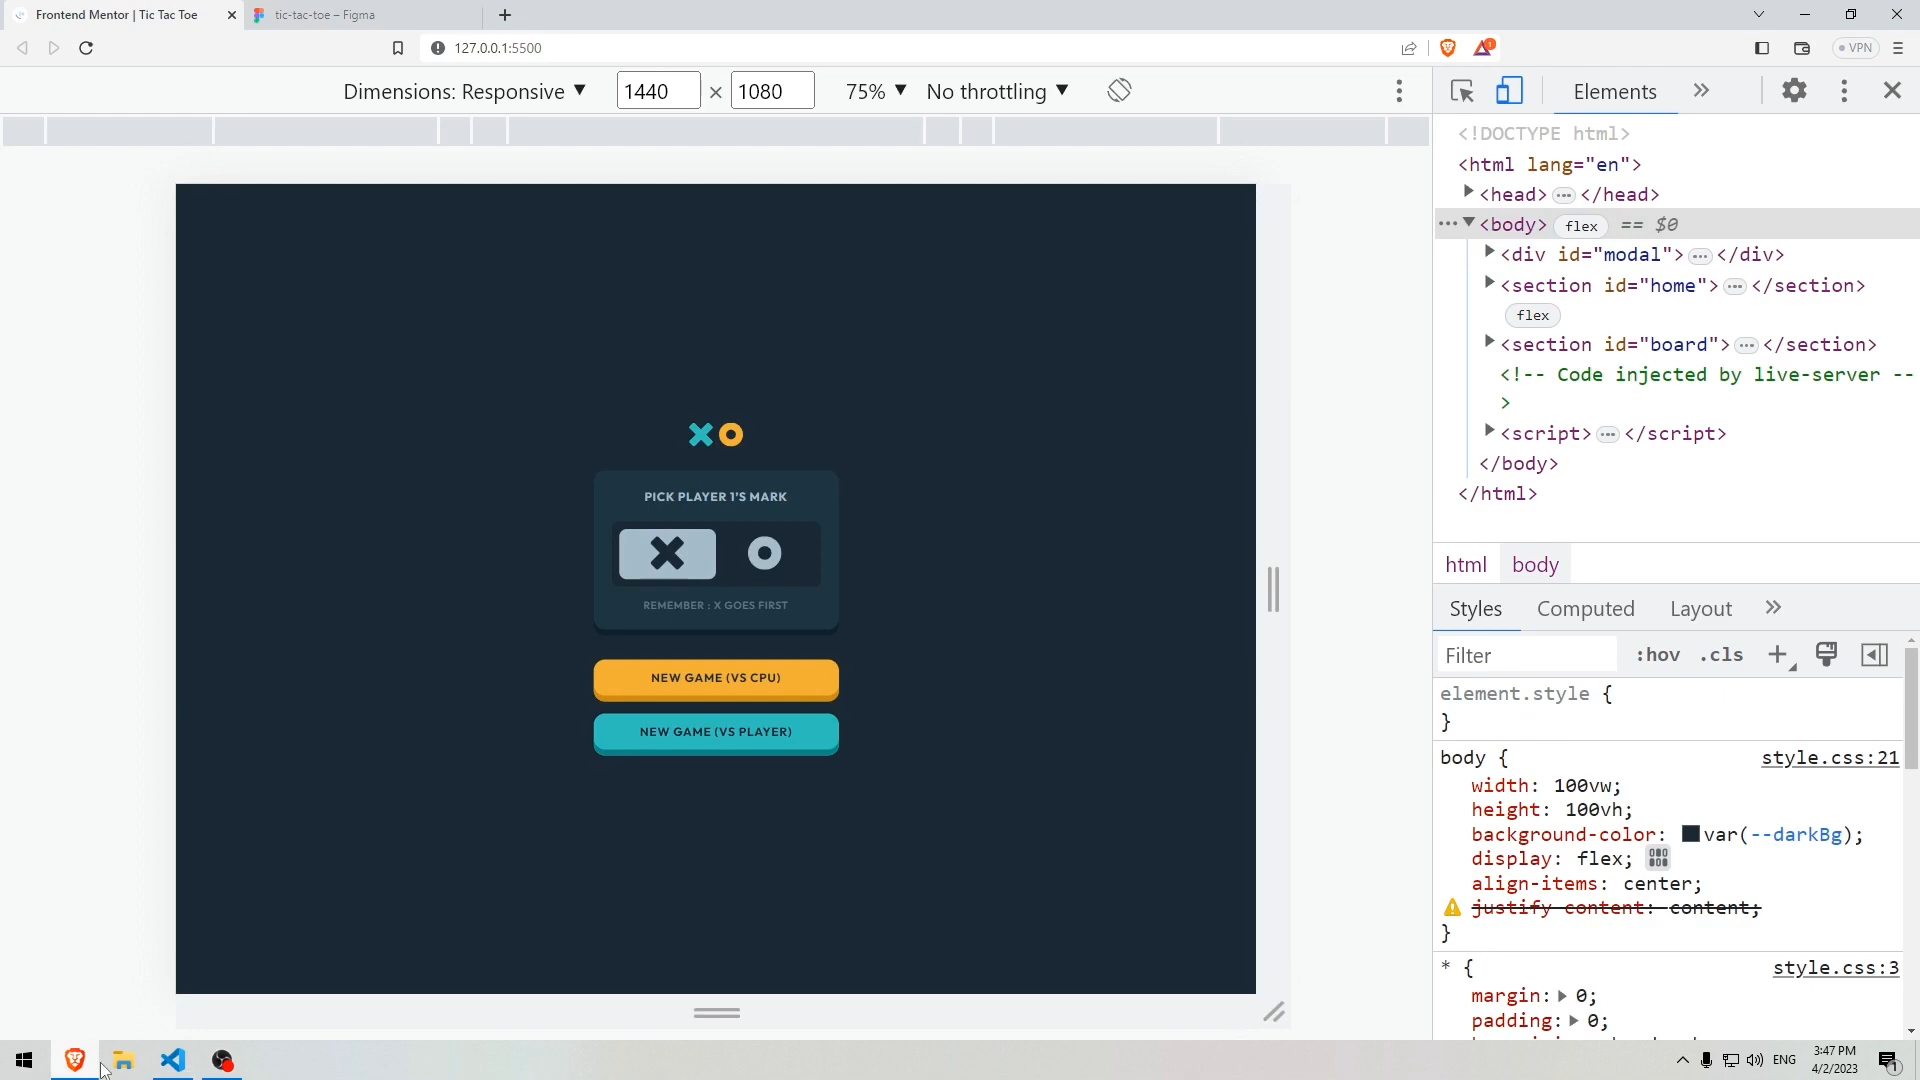 Frontend Mentor | Tic Tac Toe
tic-tac-toe – Figma
127.0.0.1:5500
VPN
Dimensions: Responsive ▼ 1440 × 1080 75% ▼ No throttling ▼
Elements
<!DOCTYPE html>
<html lang="en">
<head> ··· </head>
··· <body> flex == $0
<div id="modal"> ··· </div>
<section id="home"> ··· </section>
flex
<section id="board"> ··· </section>
<!-- Code injected by live-server --
>
<script> ··· </script>
</body>
</html>
html body
Styles Computed Layout
Filter :hov .cls
element.style {
}
body { style.css:21
width: 100vw;
height: 100vh;
background-color: var(--darkBg);
display: flex;
align-items: center;
justify content: content;
}
* { style.css:3
margin: 0;
padding: 0;
PICK PLAYER 1'S MARK
REMEMBER : X GOES FIRST
NEW GAME (VS CPU)
NEW GAME (VS PLAYER)
ENG
3:47 PM
4/2/2023
1